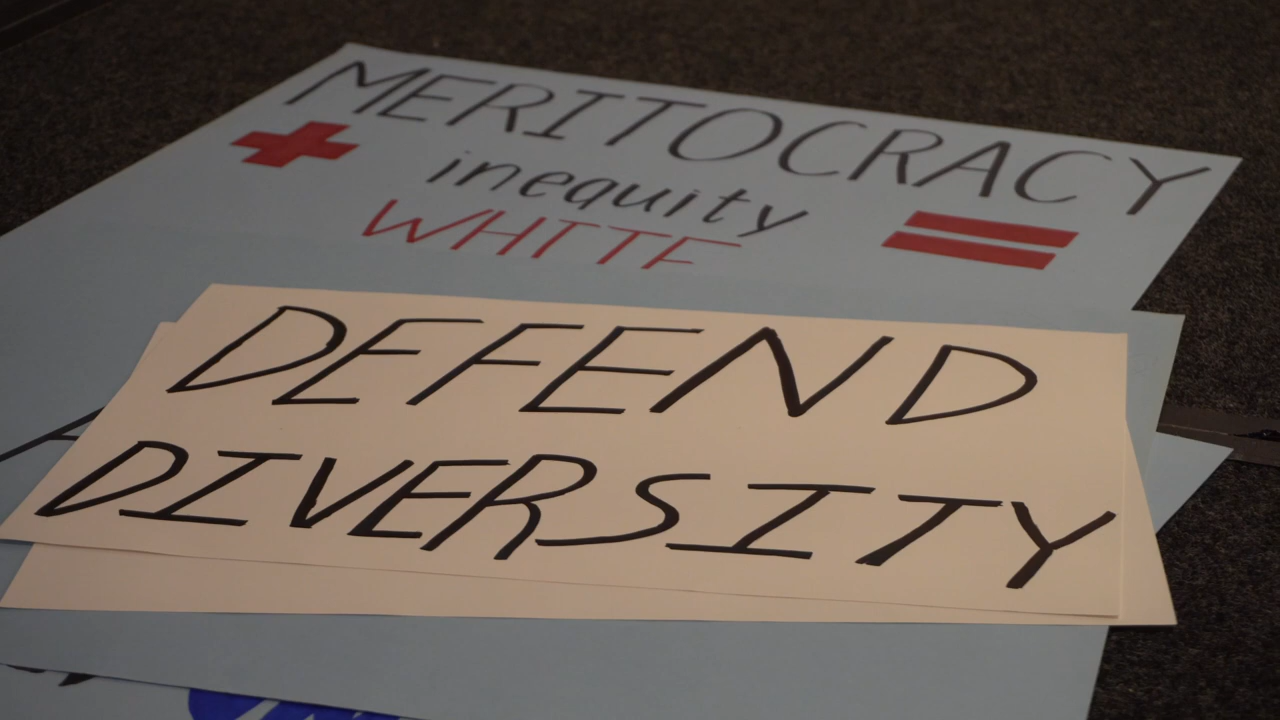 MERITOCRACY
+ inequity =
WHITE
DEFEND
DIVERSITY